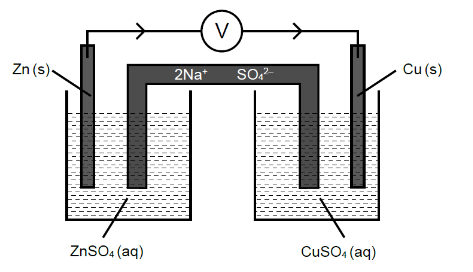 V
Zn (s)
2Na⁺ SO₄²⁻
Cu (s)
ZnSO₄ (aq)
CuSO₄ (aq)